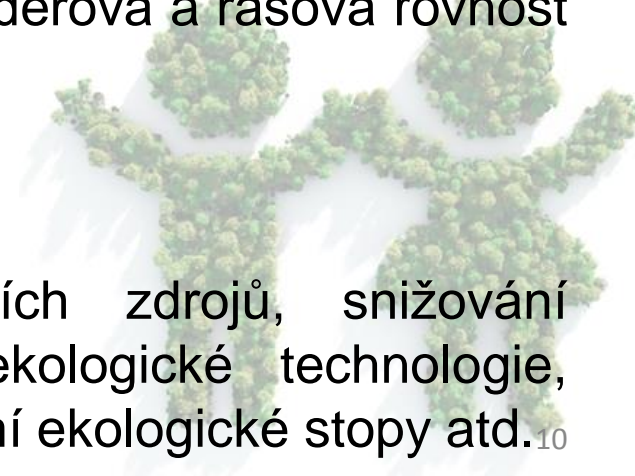 derová a rasová rovnost
ích zdrojů, snižování
ekologické technologie,
ní ekologické stopy atd.
10